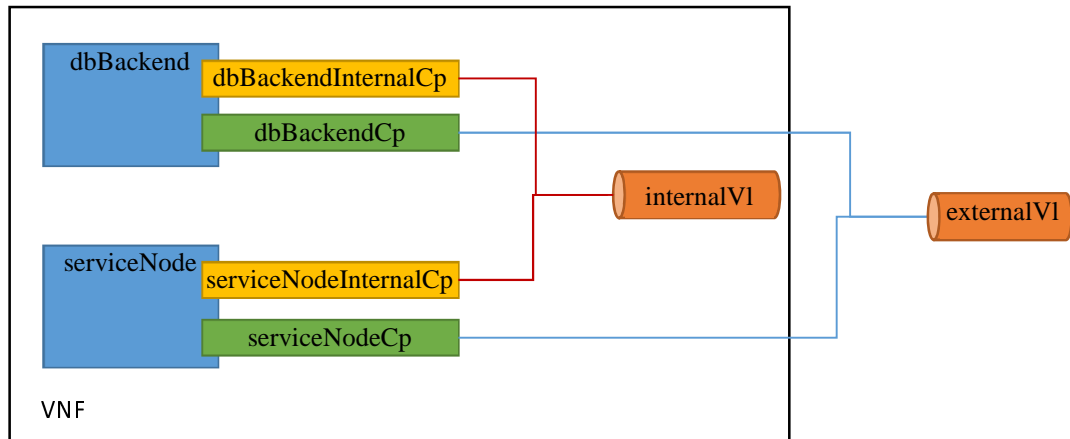 dbBackend
dbBackendInternalCp
dbBackendCp
internalVl
externalVl
serviceNode
serviceNodeInternalCp
serviceNodeCp
VNF